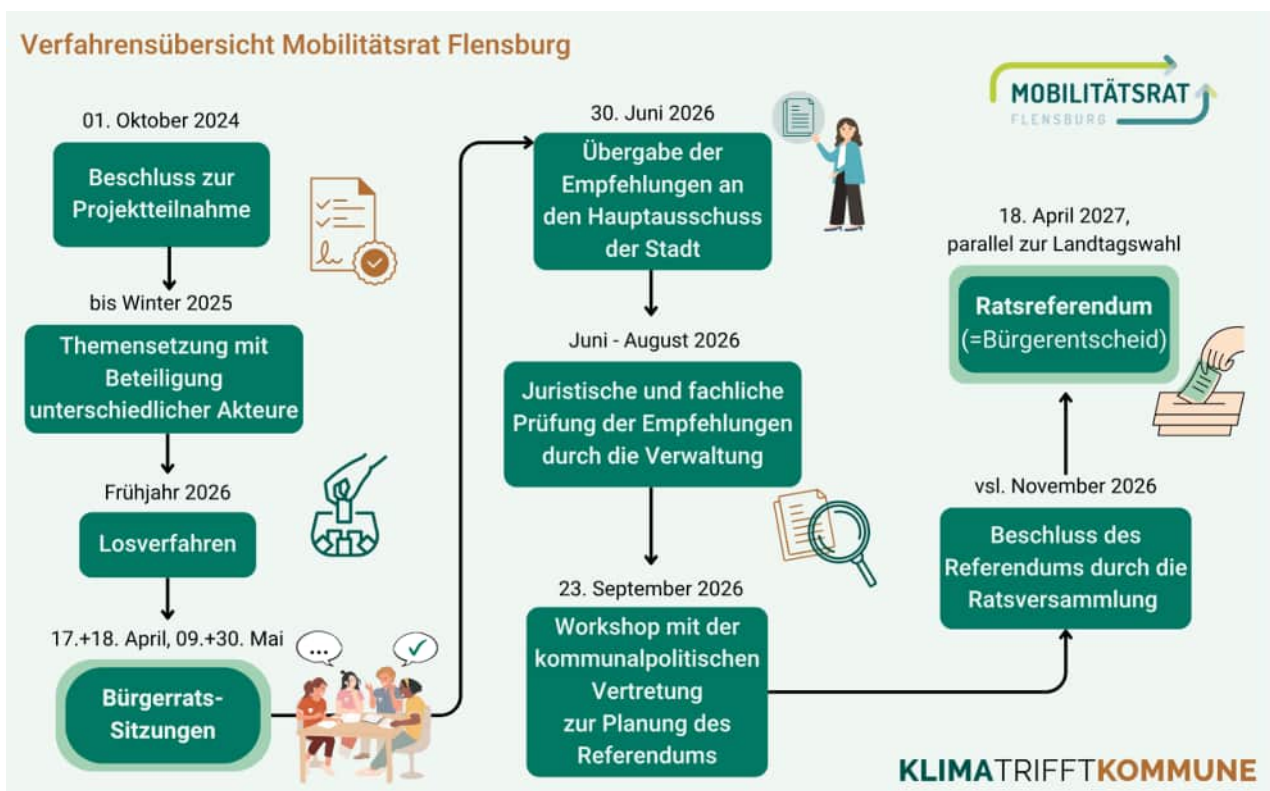 Verfahrensübersicht Mobilitätsrat Flensburg
MOBILITÄTSRAT
FLENSBURG
01. Oktober 2024
Beschluss zur
Projektteilnahme
bis Winter 2025
Themensetzung mit
Beteiligung
unterschiedlicher Akteure
Frühjahr 2026
Losverfahren
17.+18. April, 09.+30. Mai
Bürgerrats-
Sitzungen
...
30. Juni 2026
Übergabe der
Empfehlungen an
den Hauptausschuss
der Stadt
Juni - August 2026
Juristische und fachliche
Prüfung der Empfehlungen
durch die Verwaltung
23. September 2026
Workshop mit der
kommunalpolitischen
Vertretung
zur Planung des
Referendums
vsl. November 2026
Beschluss des
Referendums durch die
Ratsversammlung
18. April 2027,
parallel zur Landtagswahl
Ratsreferendum
(=Bürgerentscheid)
KLIMATRIFFTKOMMUNE